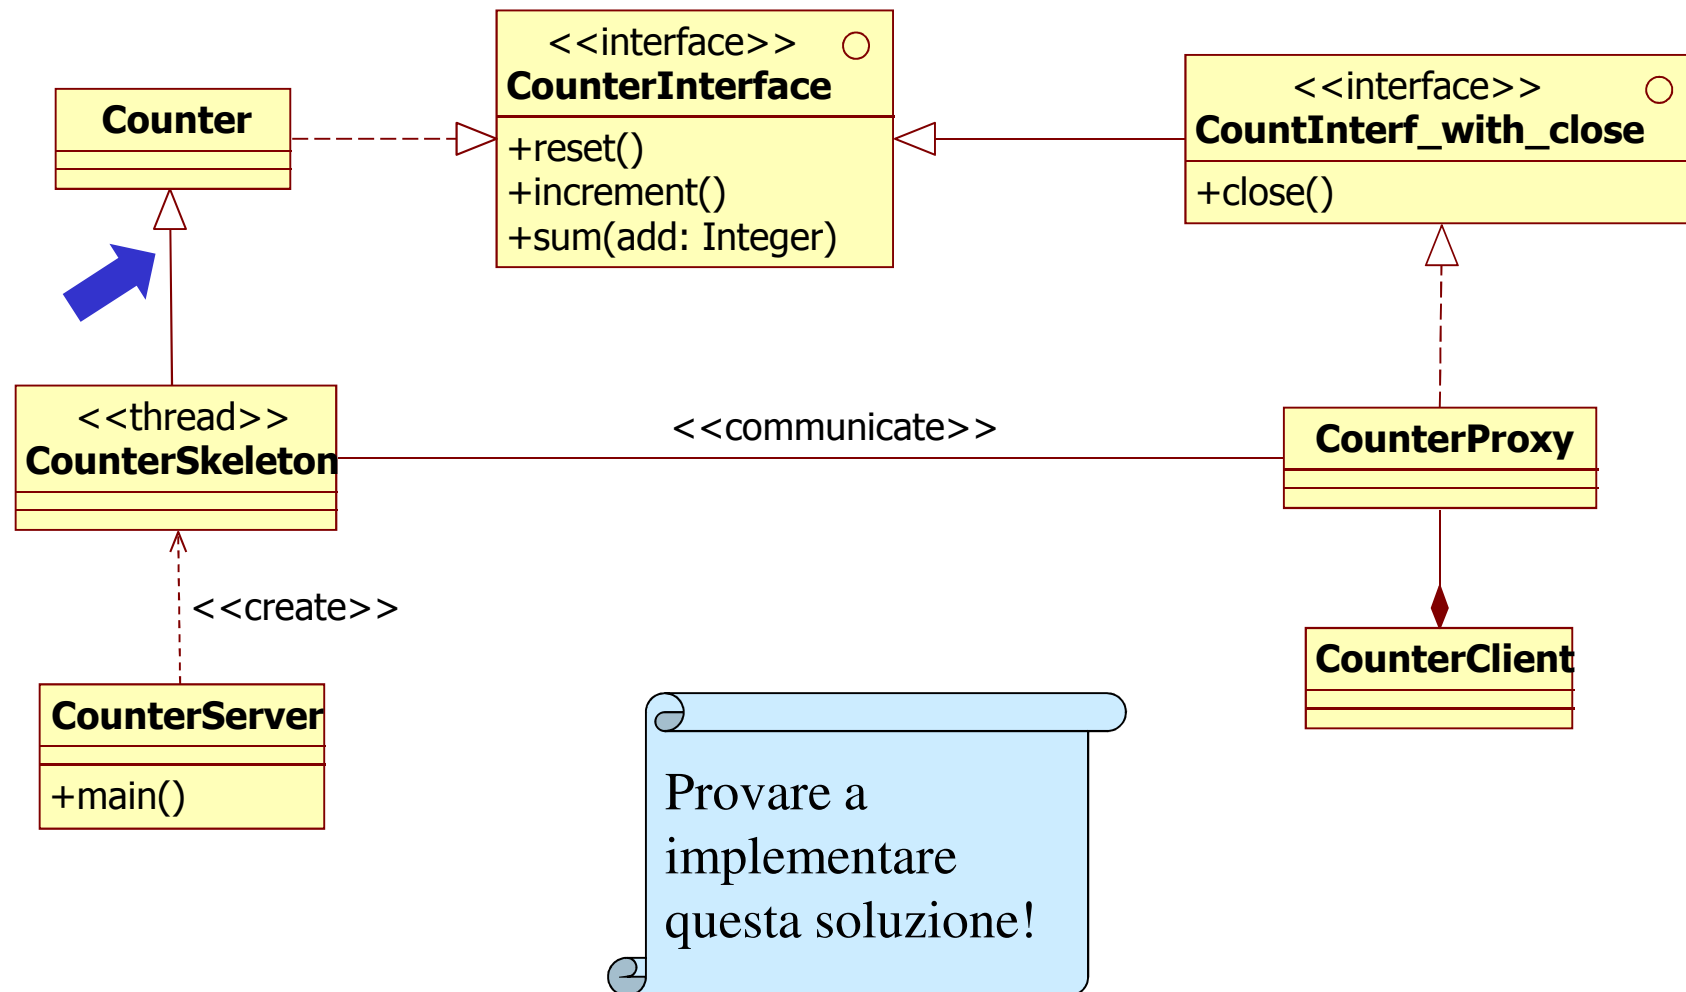 <<interface>>
CounterInterface
+reset()
+increment()
+sum(add: Integer)
<<interface>>
CountInterf_with_close
+close()
Counter
<<thread>>
CounterSkeleton
<<communicate>>
CounterProxy
<<create>>
CounterServer
+main()
CounterClient
Provare a
implementare
questa soluzione!